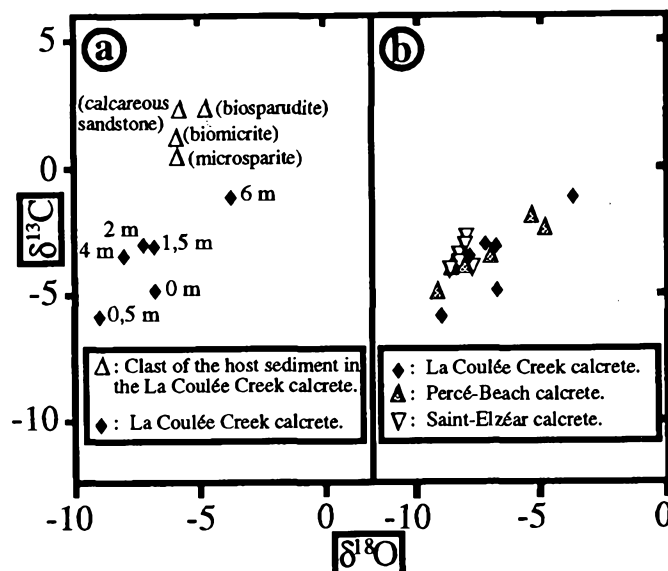 5
0
-5
-10
δ¹³C
a
(calcareous
sandstone)
(biosparudite)
(biomicrite)
(microsparite)
6 m
2 m
1,5 m
4 m
0 m
0,5 m
Δ : Clast of the host sediment in
the La Coulée Creek calcrete.
◆ : La Coulée Creek calcrete.
b
◆ : La Coulée Creek calcrete.
: Percé-Beach calcrete.
▽ : Saint-Elzéar calcrete.
-10 -5 0 -10 -5 0
δ¹⁸O